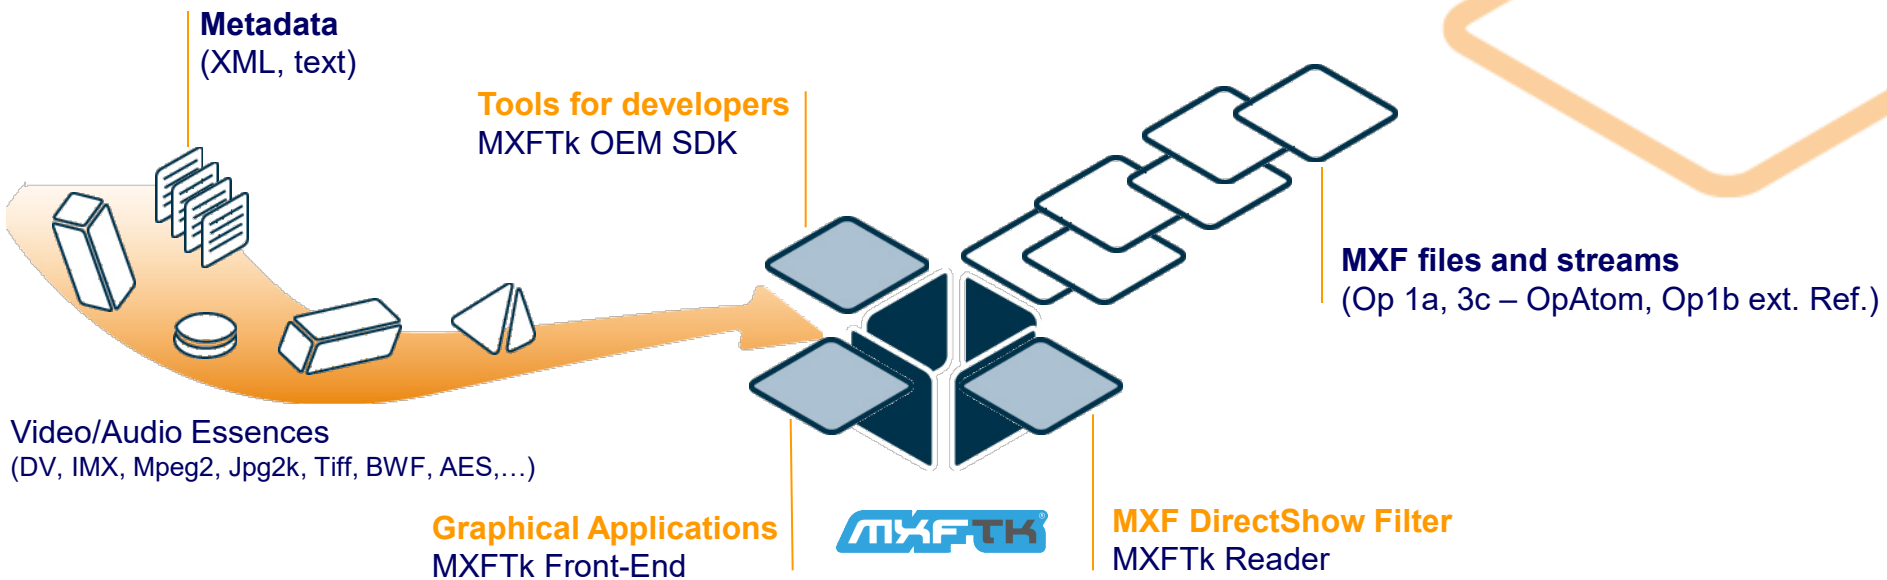 Metadata
(XML, text)
Tools for developers
MXFTk OEM SDK
MXF files and streams
(Op 1a, 3c – OpAtom, Op1b ext. Ref.)
Video/Audio Essences
(DV, IMX, Mpeg2, Jpg2k, Tiff, BWF, AES,…)
Graphical Applications
MXFTk Front-End
MXFTK®
MXF DirectShow Filter
MXFTk Reader